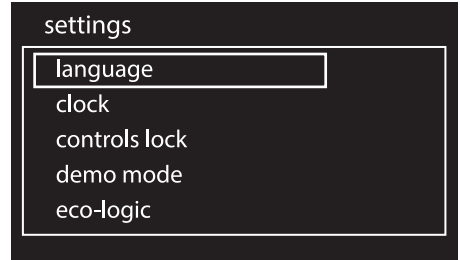 settings
language
clock
controls lock
demo mode
eco-logic